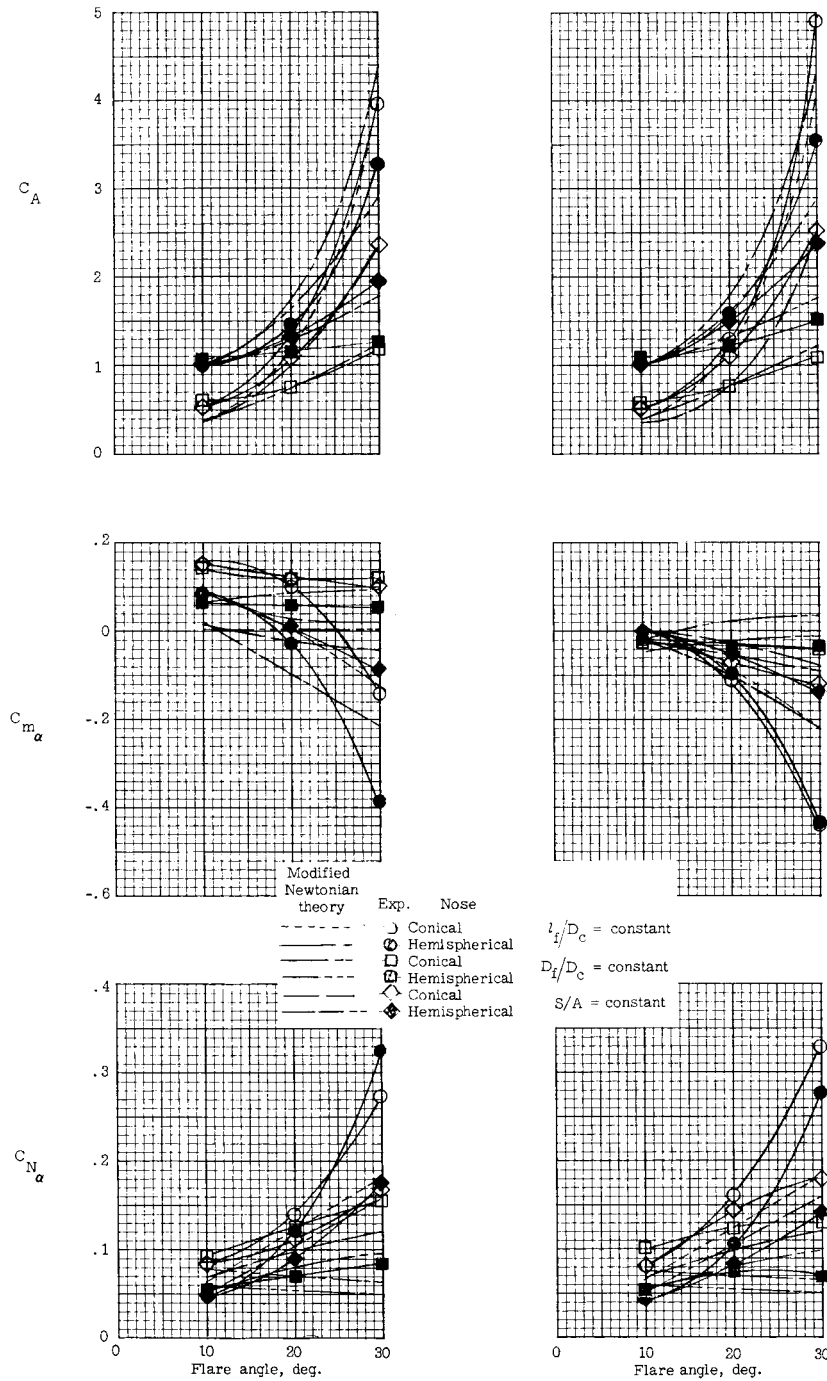 5
4
C_A
3
2
1
0
.2
0
C_mα
-.2
-.4
-.6
Modified
Newtonian
theory Exp. Nose
Conical
Hemispherical
Conical
Hemispherical
Conical
Hemispherical
l_f/D_c = constant
D_f/D_c = constant
S/A = constant
.4
.3
C_Nα
.2
.1
0
0 10 20 30
Flare angle, deg.
0 10 20 30
Flare angle, deg.